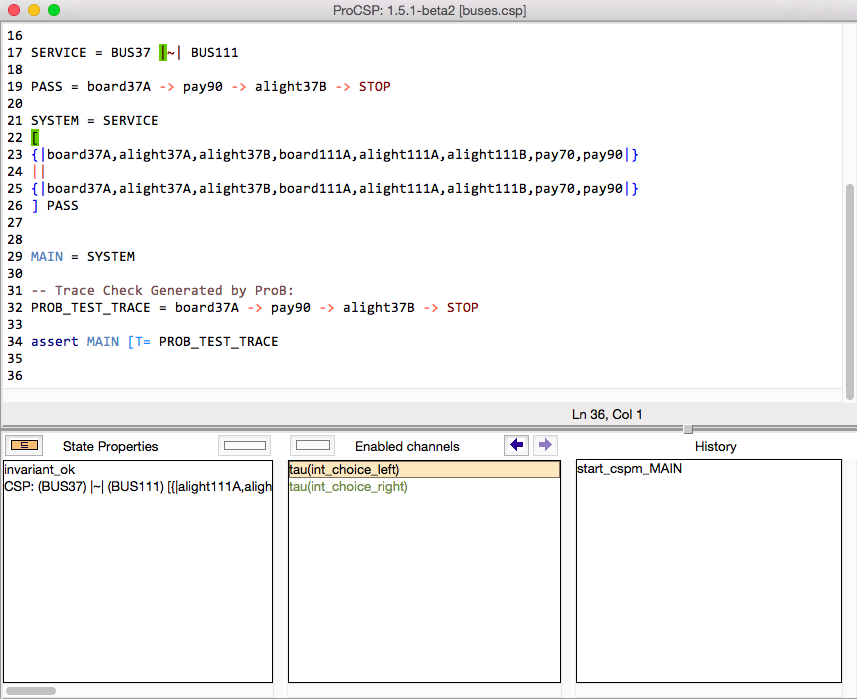 ProCSP: 1.5.1-beta2 [buses.csp]
16
17 SERVICE = BUS37 |~| BUS111
18
19 PASS = board37A -> pay90 -> alight37B -> STOP
20
21 SYSTEM = SERVICE
22 [
23 {|board37A,alight37A,alight37B,board111A,alight111A,alight111B,pay70,pay90|}
24 ||
25 {|board37A,alight37A,alight37B,board111A,alight111A,alight111B,pay70,pay90|}
26 ] PASS
27
28
29 MAIN = SYSTEM
30
31 -- Trace Check Generated by ProB:
32 PROB_TEST_TRACE = board37A -> pay90 -> alight37B -> STOP
33
34 assert MAIN [T= PROB_TEST_TRACE
35
36
Ln 36, Col 1
State Properties
Enabled channels
History
invariant_ok
CSP: (BUS37) |~| (BUS111) [{|alight111A,aligh
tau(int_choice_left)
tau(int_choice_right)
start_cspm_MAIN